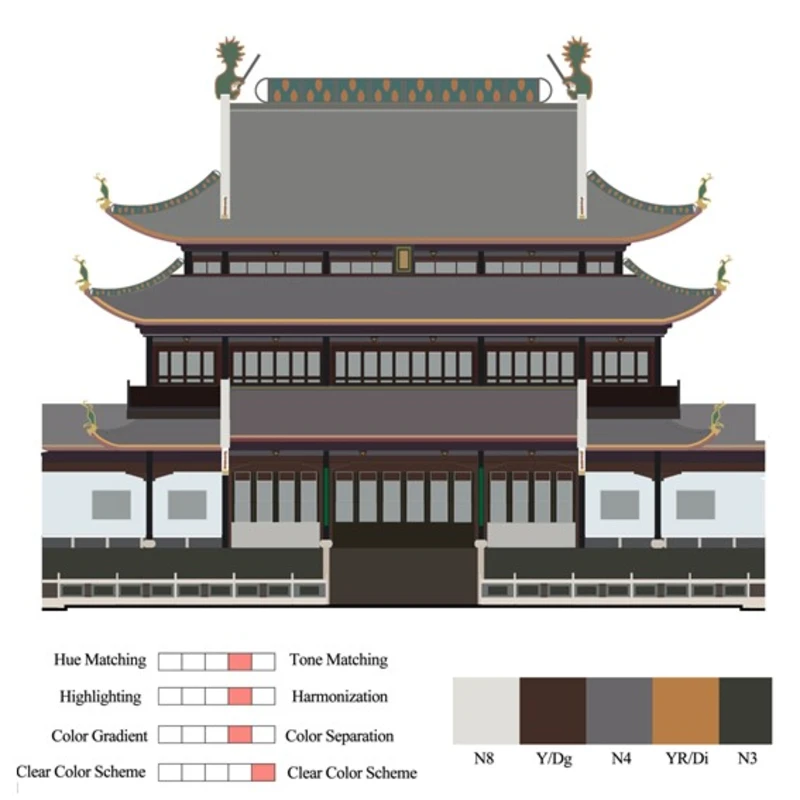 Hue Matching Tone Matching
Highlighting Harmonization
Color Gradient Color Separation
Clear Color Scheme Clear Color Scheme
N8 Y/Dg N4 YR/Di N3